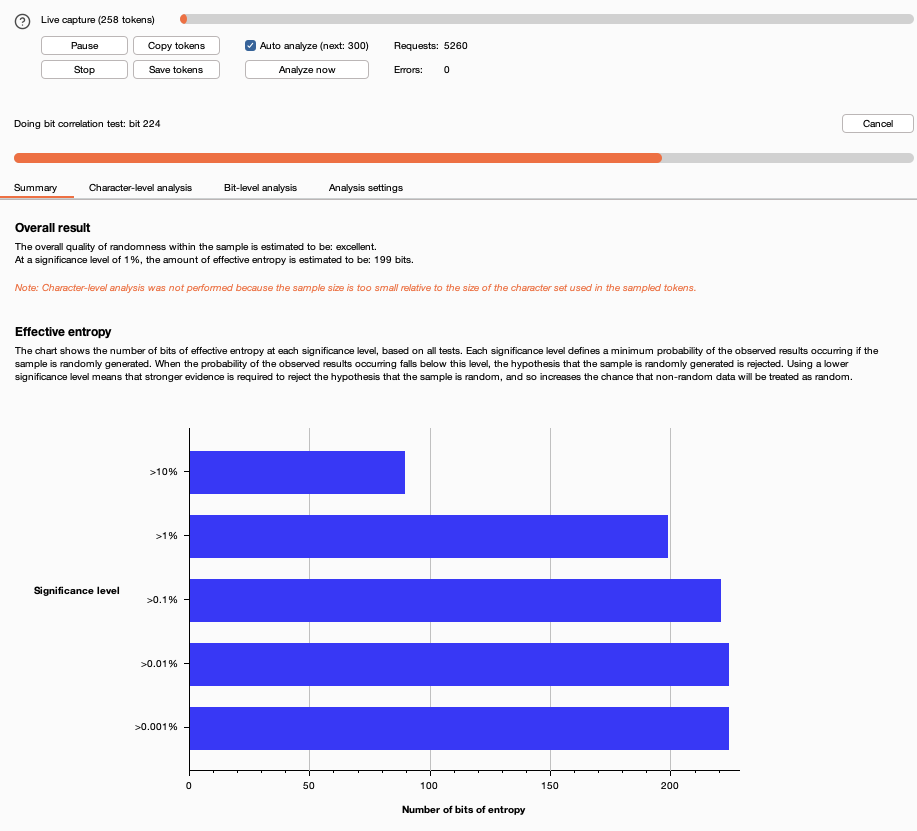 ?
Live capture (258 tokens)
Pause Copy tokens Auto analyze (next: 300) Requests: 5260
Stop Save tokens Analyze now Errors: 0
Doing bit correlation test: bit 224 Cancel
Summary Character-level analysis Bit-level analysis Analysis settings
Overall result
The overall quality of randomness within the sample is estimated to be: excellent.
At a significance level of 1%, the amount of effective entropy is estimated to be: 199 bits.
Note: Character-level analysis was not performed because the sample size is too small relative to the size of the character set used in the sampled tokens.
Effective entropy
The chart shows the number of bits of effective entropy at each significance level, based on all tests. Each significance level defines a minimum probability of the observed results occurring if the
sample is randomly generated. When the probability of the observed results occurring falls below this level, the hypothesis that the sample is randomly generated is rejected. Using a lower
significance level means that stronger evidence is required to reject the hypothesis that the sample is random, and so increases the chance that non-random data will be treated as random.
>10%
>1%
Significance level
>0.1%
>0.01%
>0.001%
0 50 100 150 200
Number of bits of entropy